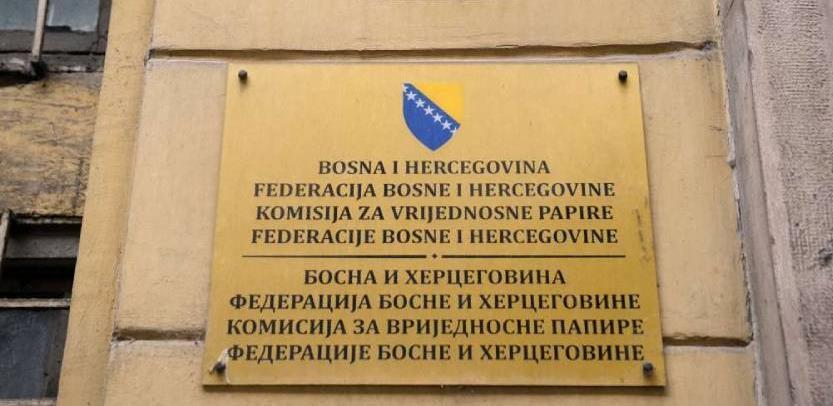 BOSNA I HERCEGOVINA
FEDERACIJA BOSNE I HERCEGOVINE
KOMISIJA ZA VRIJEDNOSNE PAPIRE
FEDERACIJE BOSNE I HERCEGOVINE
БОСНА И ХЕРЦЕГОВИНА
ФЕДЕРАЦИЈА БОСНЕ И ХЕРЦЕГОВИНЕ
КОМИСИЈА ЗА ВРИЈЕДНОСНЕ ПАПИРЕ
ФЕДЕРАЦИЈЕ БОСНЕ И ХЕРЦЕГОВИНЕ